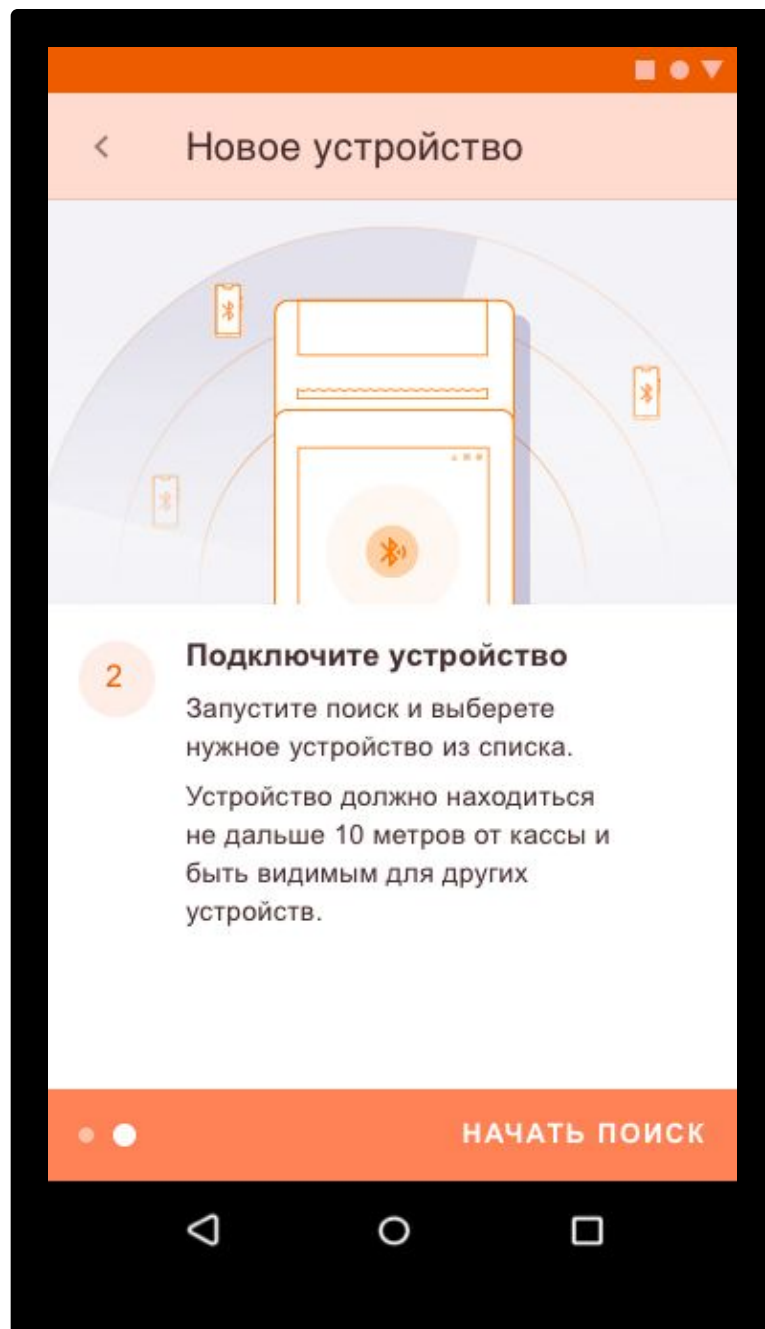 Новое устройство
2
Подключите устройство
Запустите поиск и выберете
нужное устройство из списка.
Устройство должно находиться
не дальше 10 метров от кассы и
быть видимым для других
устройств.
НАЧАТЬ ПОИСК